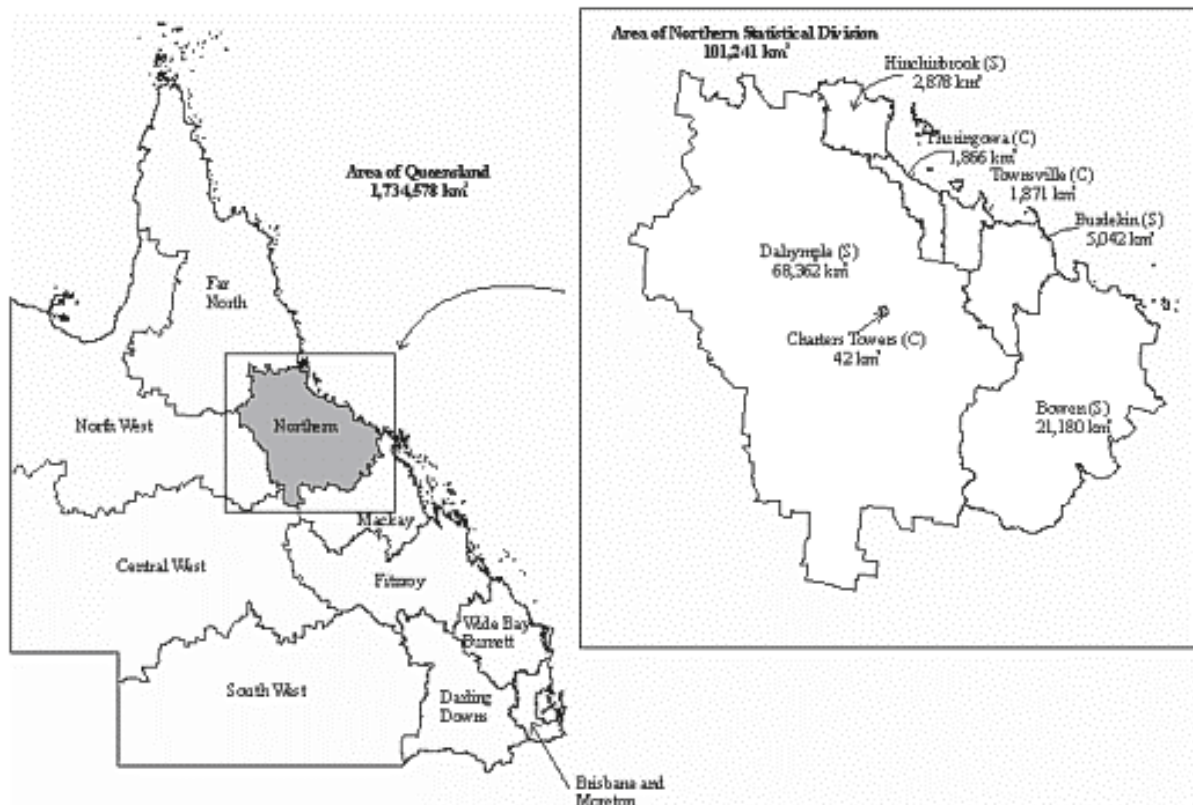 Area of Queensland
1,734,578 km²
Far
North
North West
Northern
Mackay
Central West
Fitzroy
Wide Bay
Burnett
South West
Darling
Downs
Brisbane and
Moreton
Area of Northern Statistical Division
101,241 km²
Hinchinbrook (S)
2,878 km²
Thuringowa (C)
1,866 km²
Townsville (C)
1,871 km²
Burdekin (S)
5,042 km²
Dalrymple (S)
68,362 km²
Charters Towers (C)
42 km²
Bowen (S)
21,180 km²